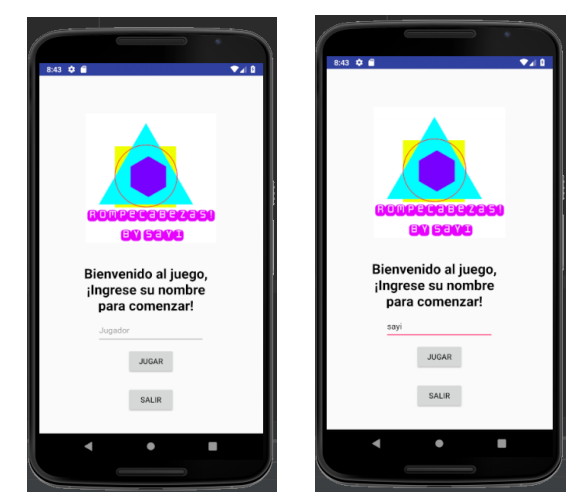 8:43
ROMPECABEZAS!
BY SAYI
Bienvenido al juego,
¡Ingrese su nombre
para comenzar!
Jugador
JUGAR
SALIR
8:43
ROMPECABEZAS!
BY SAYI
Bienvenido al juego,
¡Ingrese su nombre
para comenzar!
sayi
JUGAR
SALIR